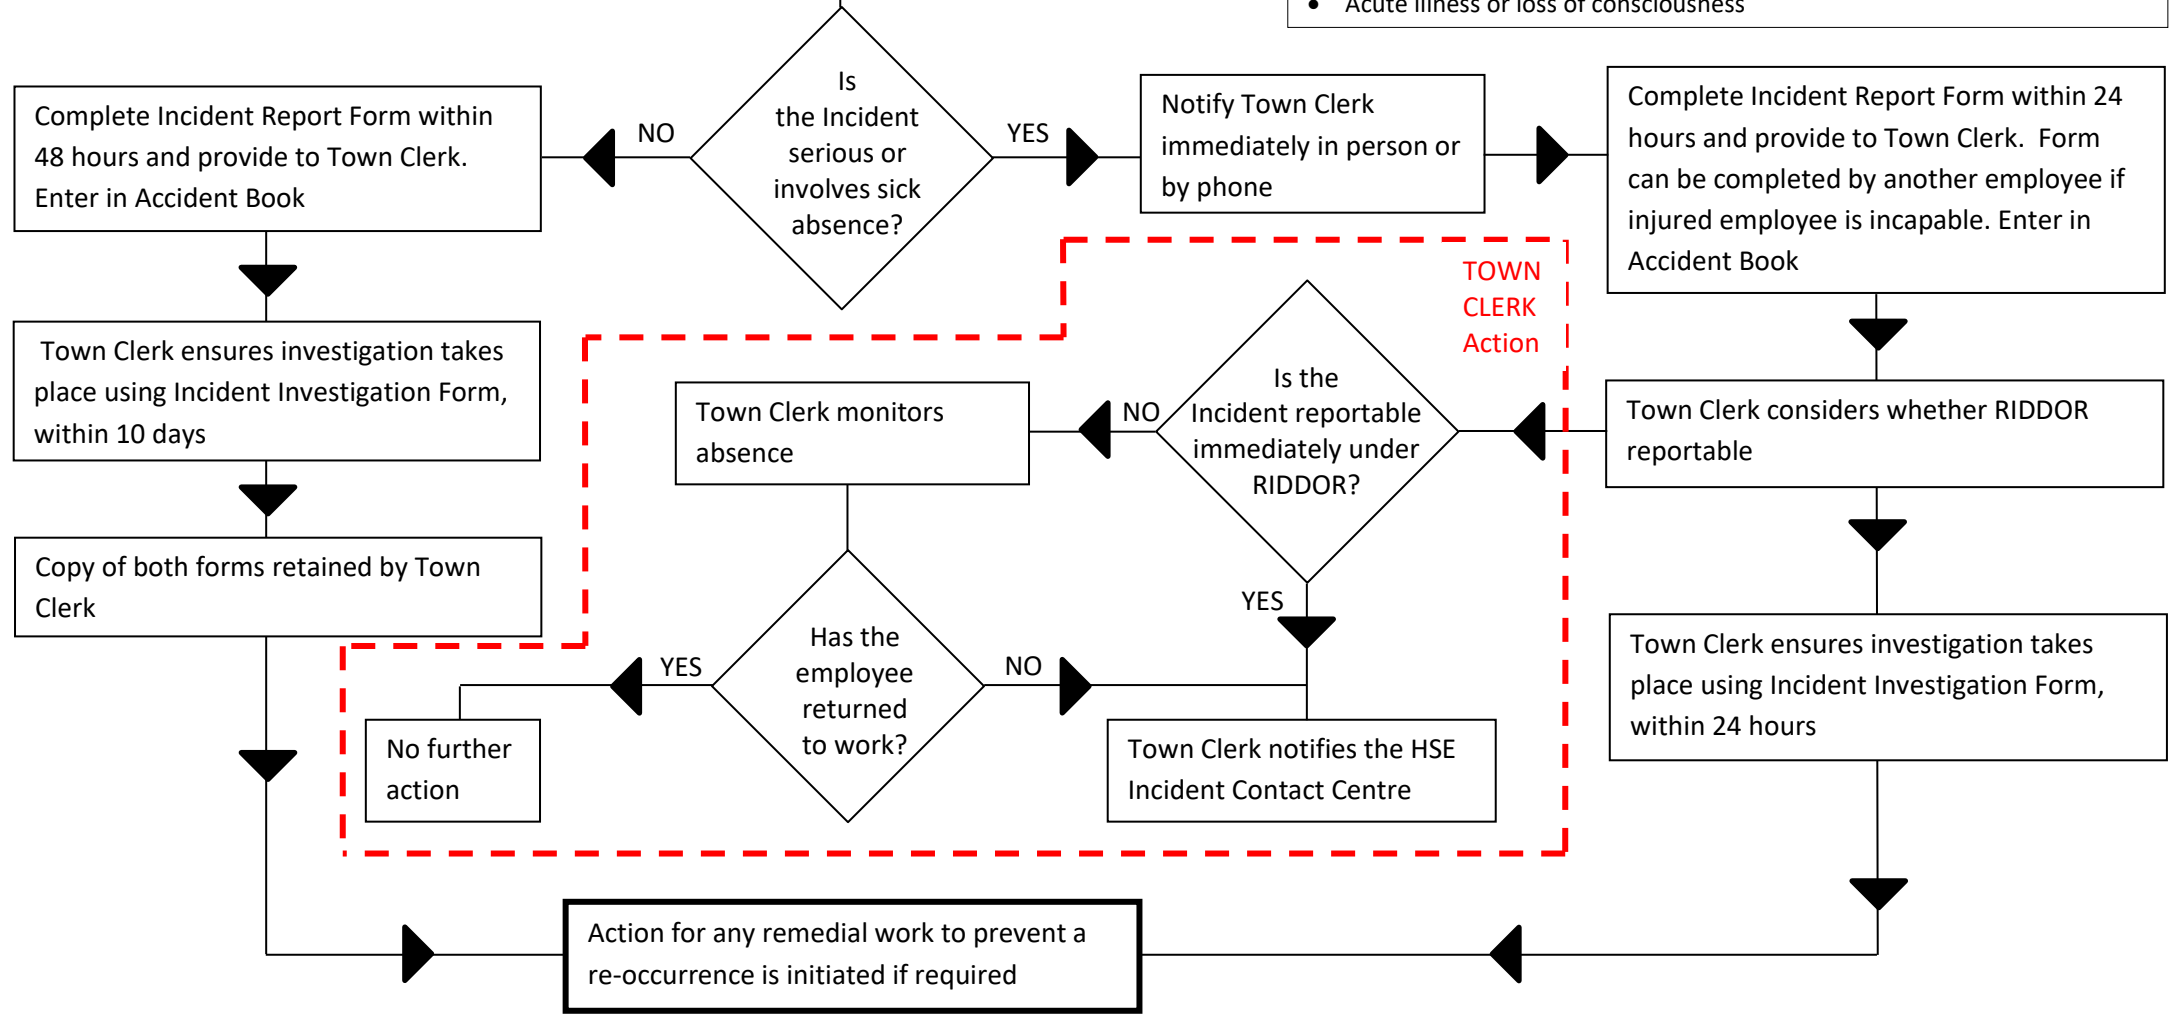 • Acute illness or loss of consciousness
Is
the Incident
serious or
involves sick
absence?
NO
YES
Complete Incident Report Form within
48 hours and provide to Town Clerk.
Enter in Accident Book
Notify Town Clerk
immediately in person or
by phone
Complete Incident Report Form within 24
hours and provide to Town Clerk.  Form
can be completed by another employee if
injured employee is incapable. Enter in
Accident Book
TOWN
CLERK
Action
Town Clerk ensures investigation takes
place using Incident Investigation Form,
within 10 days
Town Clerk monitors
absence
NO
Is the
Incident reportable
immediately under
RIDDOR?
Town Clerk considers whether RIDDOR
reportable
Copy of both forms retained by Town
Clerk
YES
Has the
employee
returned
to work?
YES
NO
Town Clerk ensures investigation takes
place using Incident Investigation Form,
within 24 hours
No further
action
Town Clerk notifies the HSE
Incident Contact Centre
Action for any remedial work to prevent a
re-occurrence is initiated if required